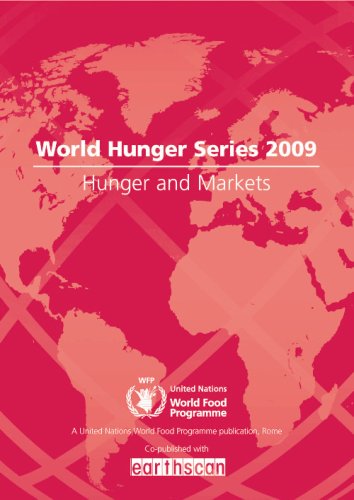 World Hunger Series 2009
Hunger and Markets
WFP
United Nations
World Food
Programme
A United Nations World Food Programme publication, Rome
Co-published with
earthscan